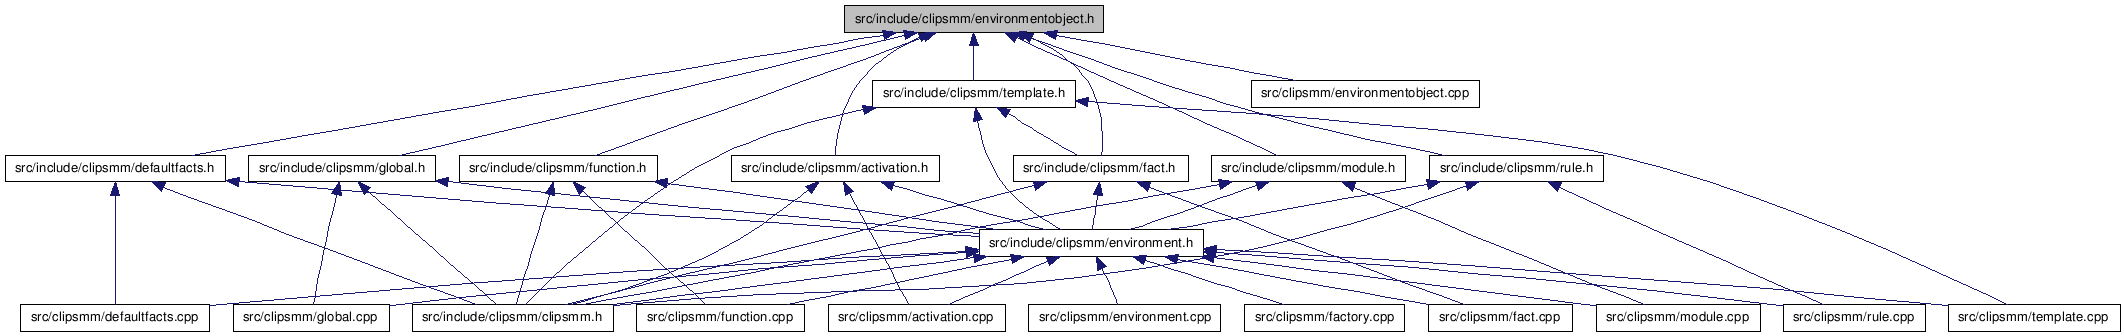 src/include/clipsmm/environmentobject.h
src/include/clipsmm/template.h
src/clipsmm/environmentobject.cpp
src/include/clipsmm/defaultfacts.h
src/include/clipsmm/global.h
src/include/clipsmm/function.h
src/include/clipsmm/activation.h
src/include/clipsmm/fact.h
src/include/clipsmm/module.h
src/include/clipsmm/rule.h
src/include/clipsmm/environment.h
src/clipsmm/defaultfacts.cpp
src/clipsmm/global.cpp
src/include/clipsmm/clipsmm.h
src/clipsmm/function.cpp
src/clipsmm/activation.cpp
src/clipsmm/environment.cpp
src/clipsmm/factory.cpp
src/clipsmm/fact.cpp
src/clipsmm/module.cpp
src/clipsmm/rule.cpp
src/clipsmm/template.cpp